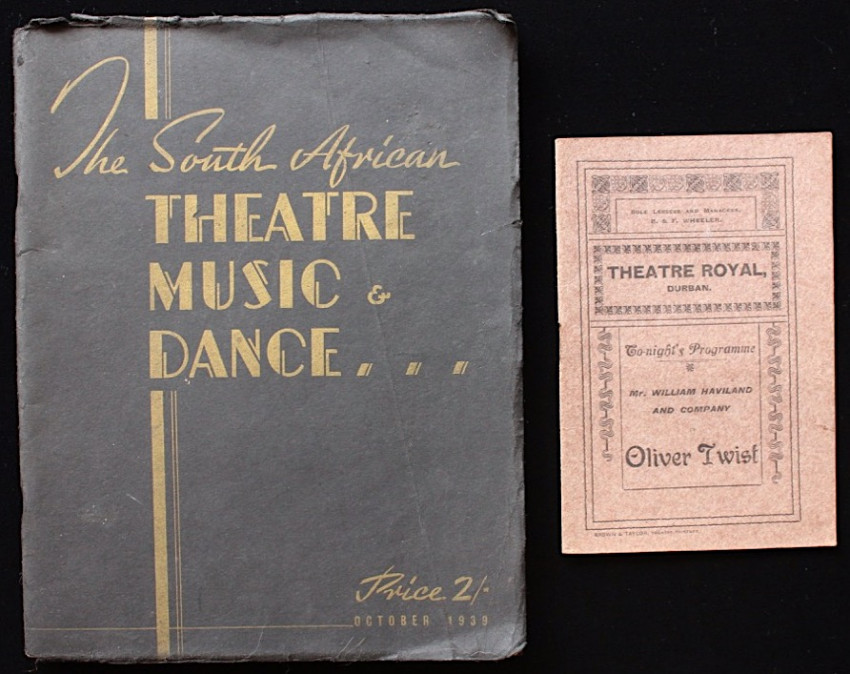 The South African
THEATRE
MUSIC &
DANCE...
Price 2/-
OCTOBER 1939
SOLE LESSEES AND MANAGERS,
B. & F. WHEELER.
THEATRE ROYAL,
DURBAN.
To-night's Programme
Mr. WILLIAM HAVILAND
AND COMPANY
Oliver Twist